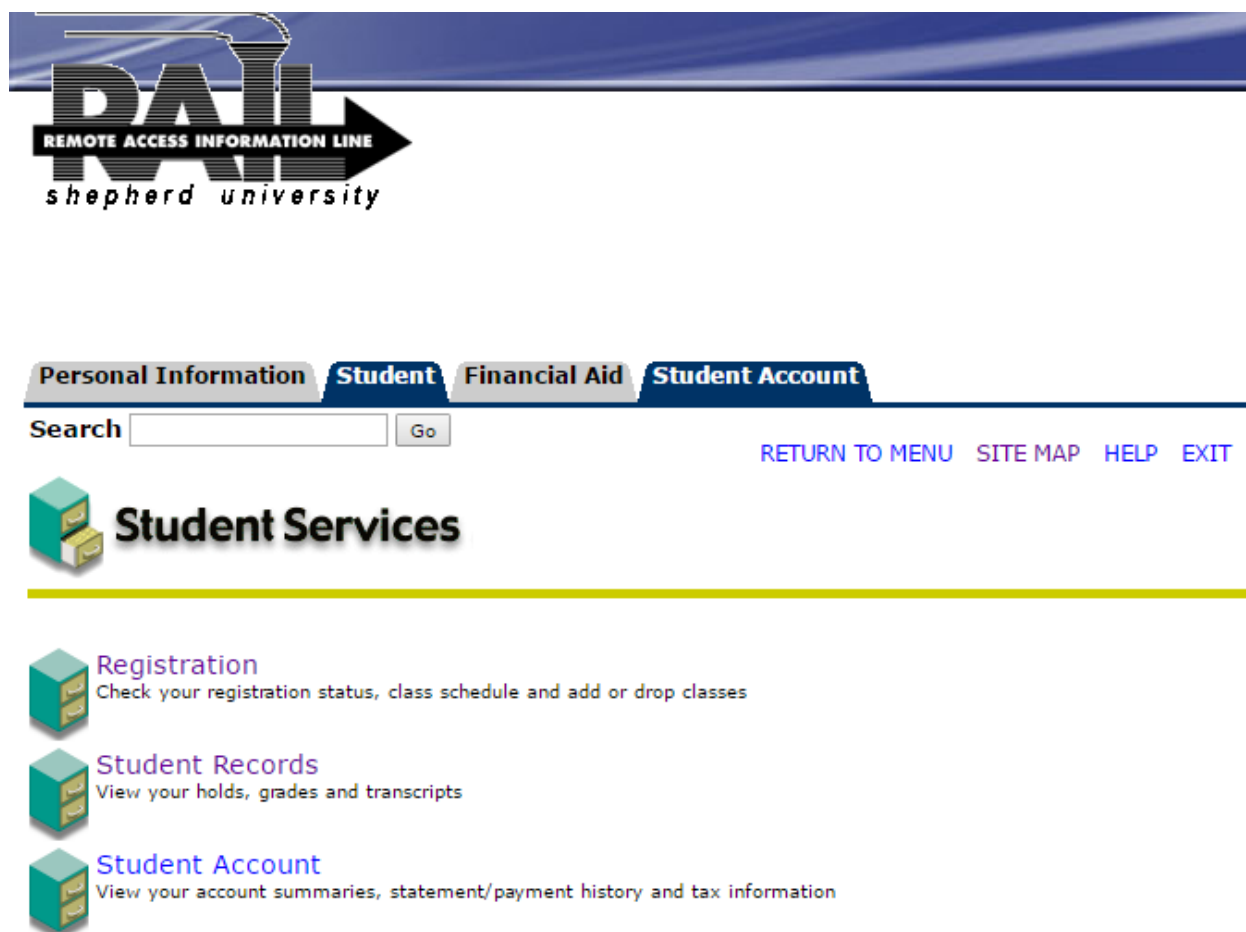 RAIL
REMOTE ACCESS INFORMATION LINE
shepherd university
Personal Information Student Financial Aid Student Account
Search Go
RETURN TO MENU SITE MAP HELP EXIT
Student Services
Registration
Check your registration status, class schedule and add or drop classes
Student Records
View your holds, grades and transcripts
Student Account
View your account summaries, statement/payment history and tax information